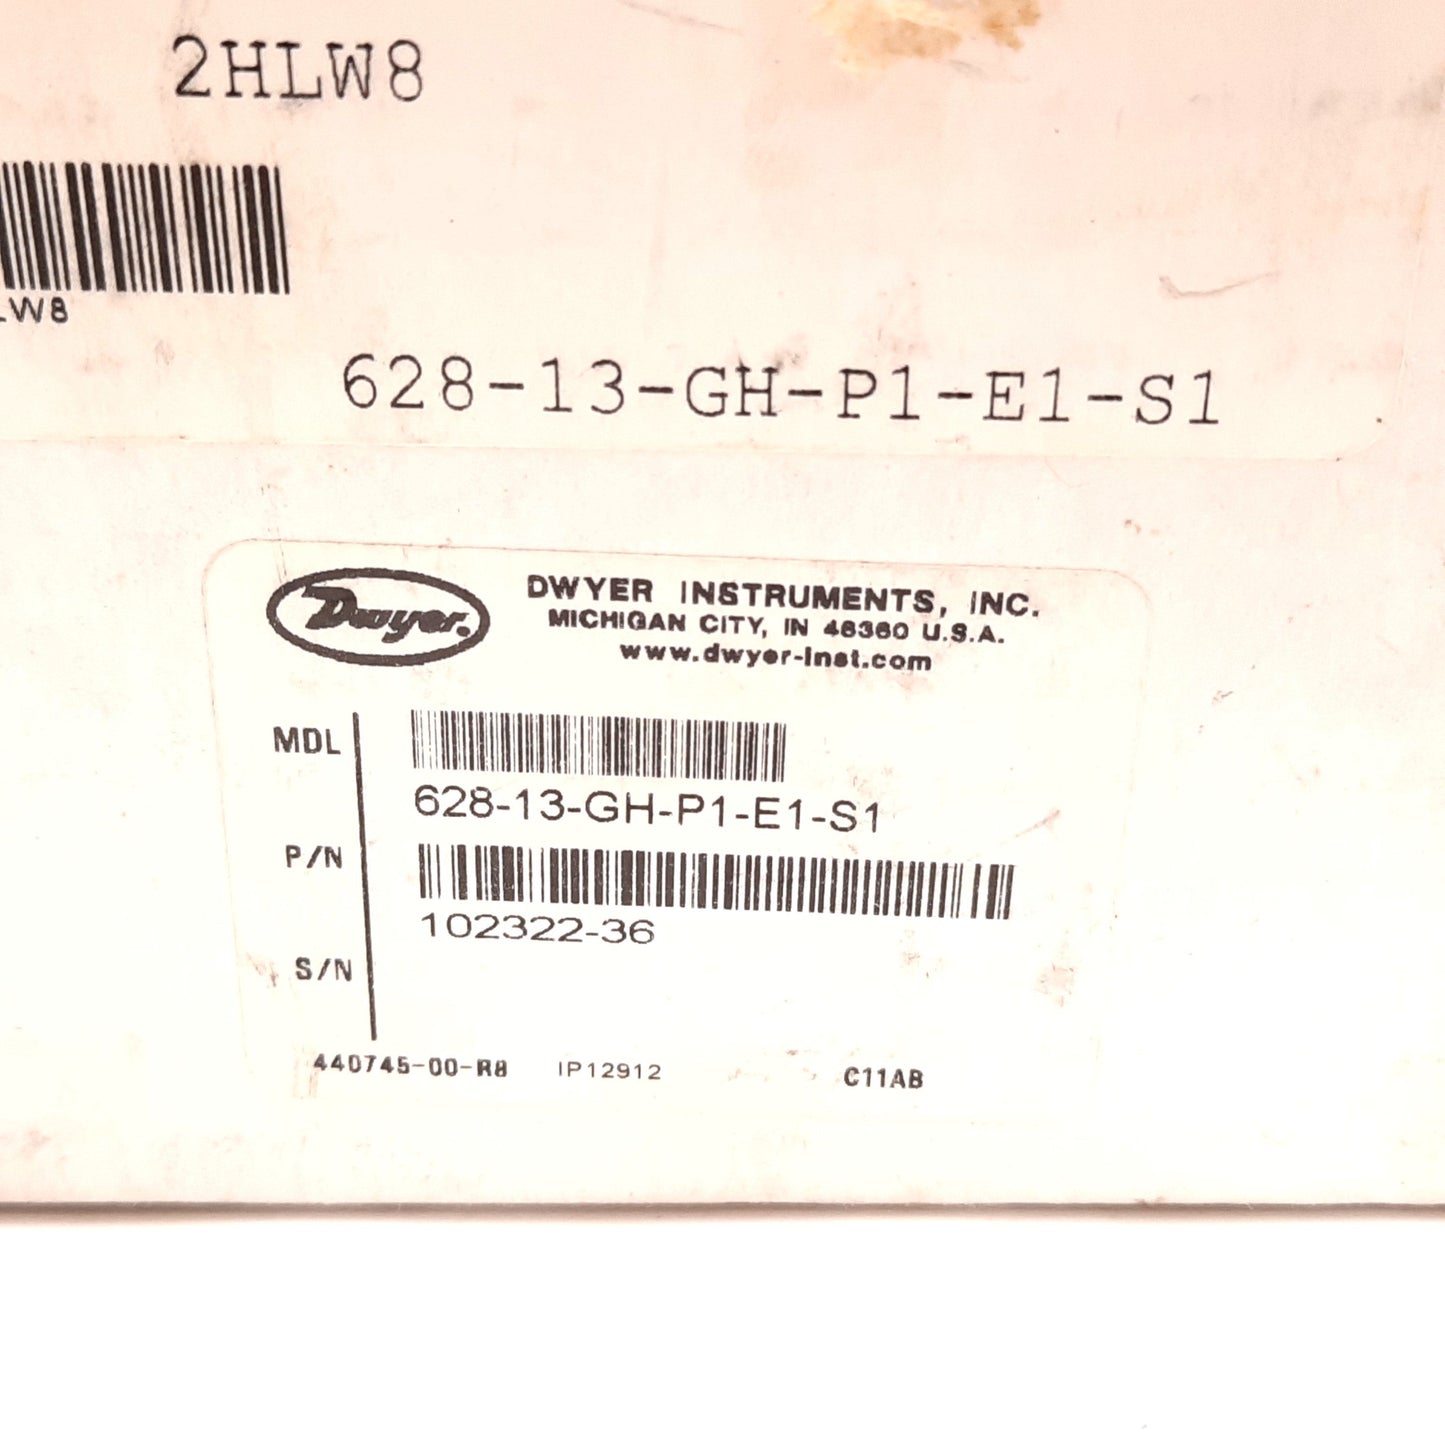 2HLW8
LW8
628-13-GH-P1-E1-S1
Dwyer.
DWYER INSTRUMENTS, INC.
MICHIGAN CITY, IN 46360 U.S.A.
www.dwyer-inst.com
MDL
628-13-GH-P1-E1-S1
P/N
102322-36
S/N
440745-00-R8 IP12912 C11AB